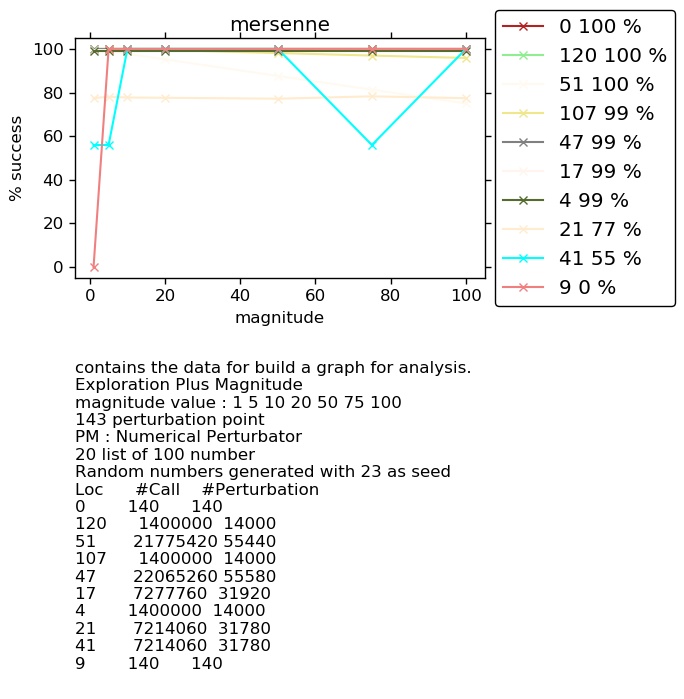 mersenne
100
80
60
40
20
0
% success
0 20 40 60 80 100
magnitude
0 100 %
120 100 %
51 100 %
107 99 %
47 99 %
17 99 %
4 99 %
21 77 %
41 55 %
9 0 %
contains the data for build a graph for analysis.
Exploration Plus Magnitude
magnitude value : 1 5 10 20 50 75 100
143 perturbation point
PM : Numerical Perturbator
20 list of 100 number
Random numbers generated with 23 as seed
Loc #Call #Perturbation
0 140 140
120 1400000 14000
51 21775420 55440
107 1400000 14000
47 22065260 55580
17 7277760 31920
4 1400000 14000
21 7214060 31780
41 7214060 31780
9 140 140